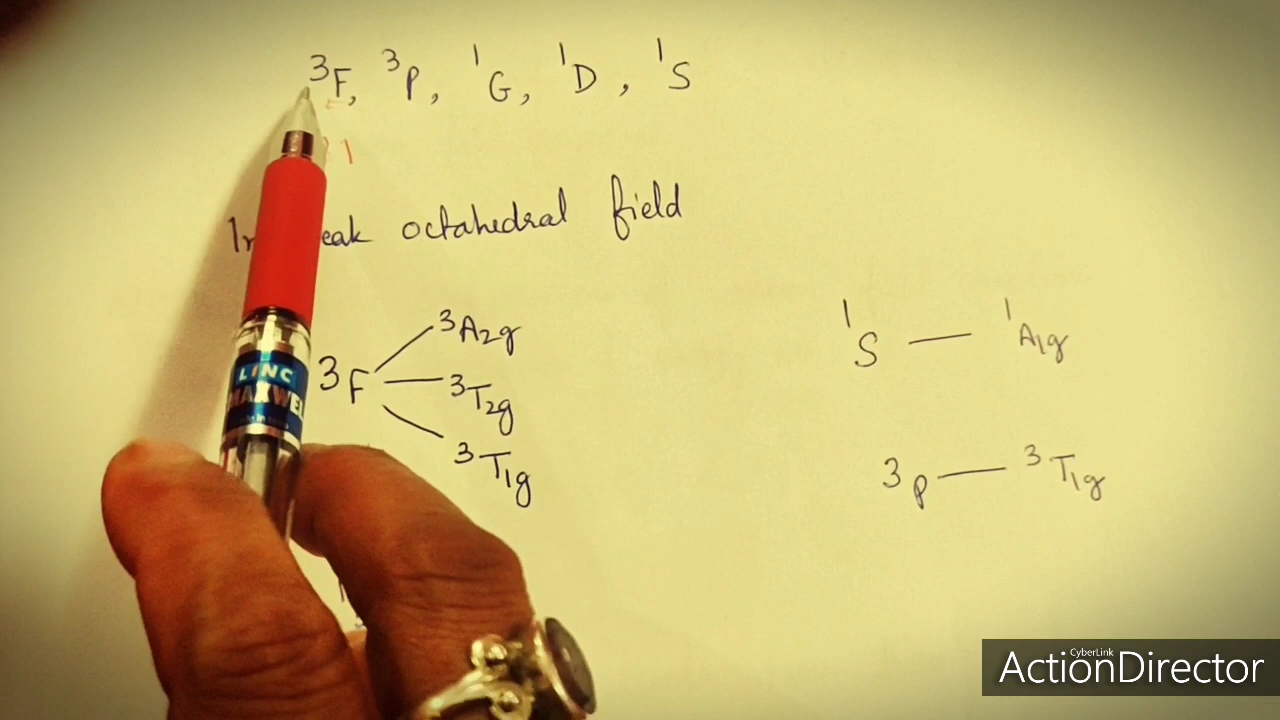 ³F, ³P, ¹G, ¹D, ¹S
eak octahedral field
³F ³A₂g
³T₂g
³T₁g
¹S — ¹A₁g
³P — ³T₁g
LINC
CyberLink
ActionDirector